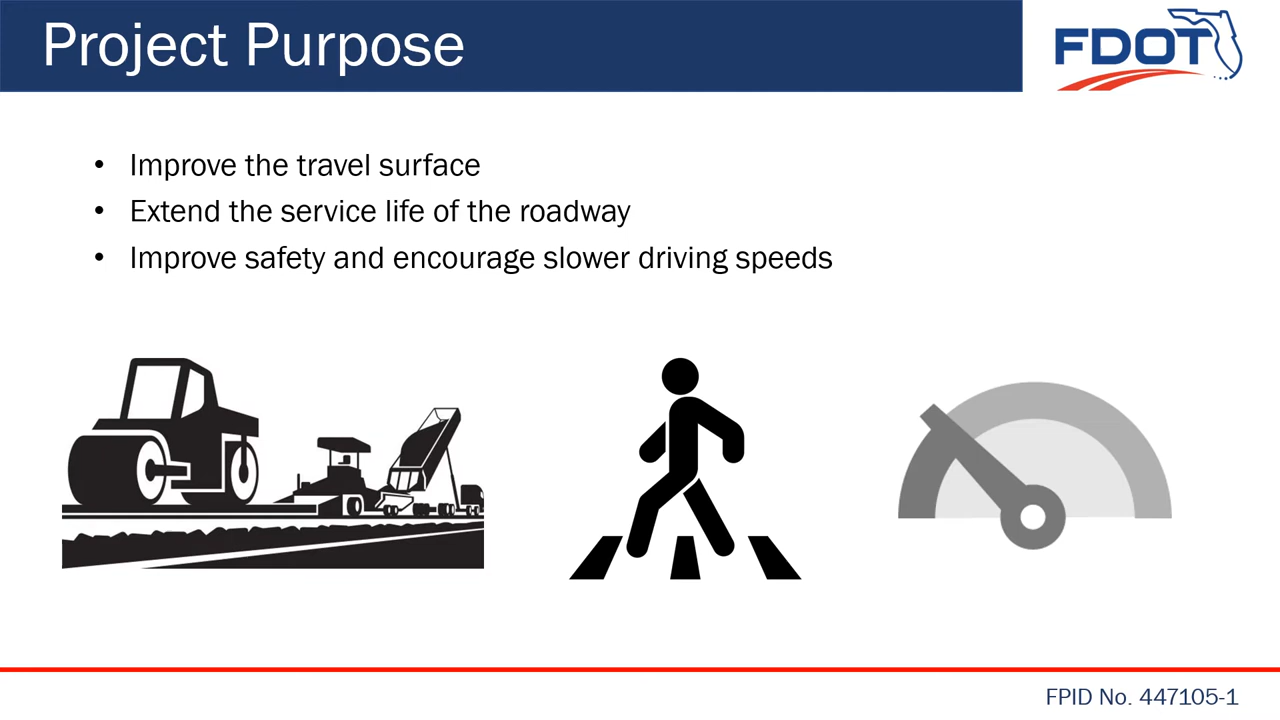 Project Purpose
FDOT
• Improve the travel surface
• Extend the service life of the roadway
• Improve safety and encourage slower driving speeds
FPID No. 447105-1